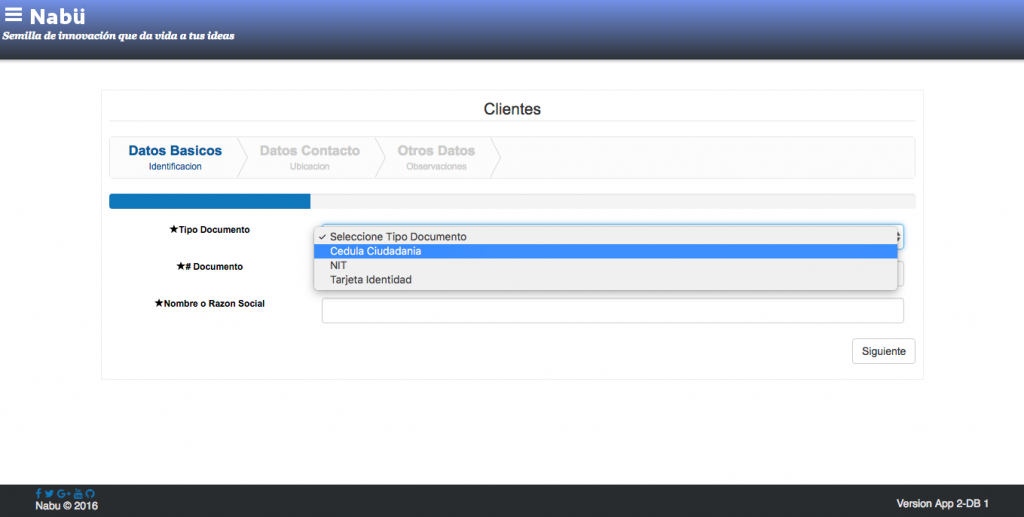 Nabü
Semilla de innovación que da vida a tus ideas
Clientes
Datos Basicos
Identificacion
Datos Contacto
Ubicacion
Otros Datos
Observaciones
★Tipo Documento
✓ Seleccione Tipo Documento
Cedula Ciudadania
NIT
Tarjeta Identidad
★# Documento
★Nombre o Razon Social
Siguiente
Nabu © 2016
Version App 2-DB 1